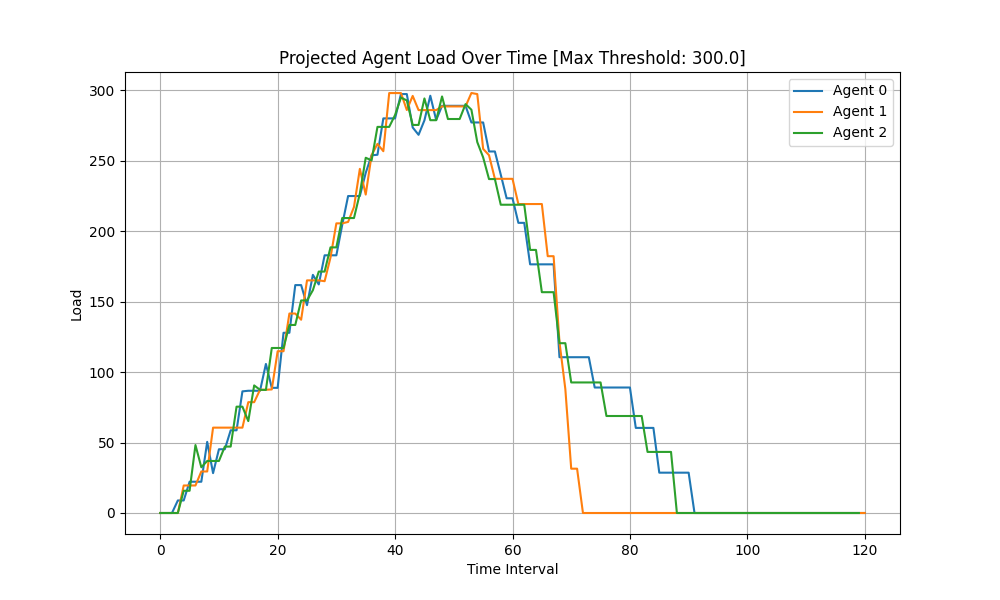 Projected Agent Load Over Time [Max Threshold: 300.0]
Agent 0
Agent 1
Agent 2
Load
300
250
200
150
100
50
0
0 20 40 60 80 100 120
Time Interval